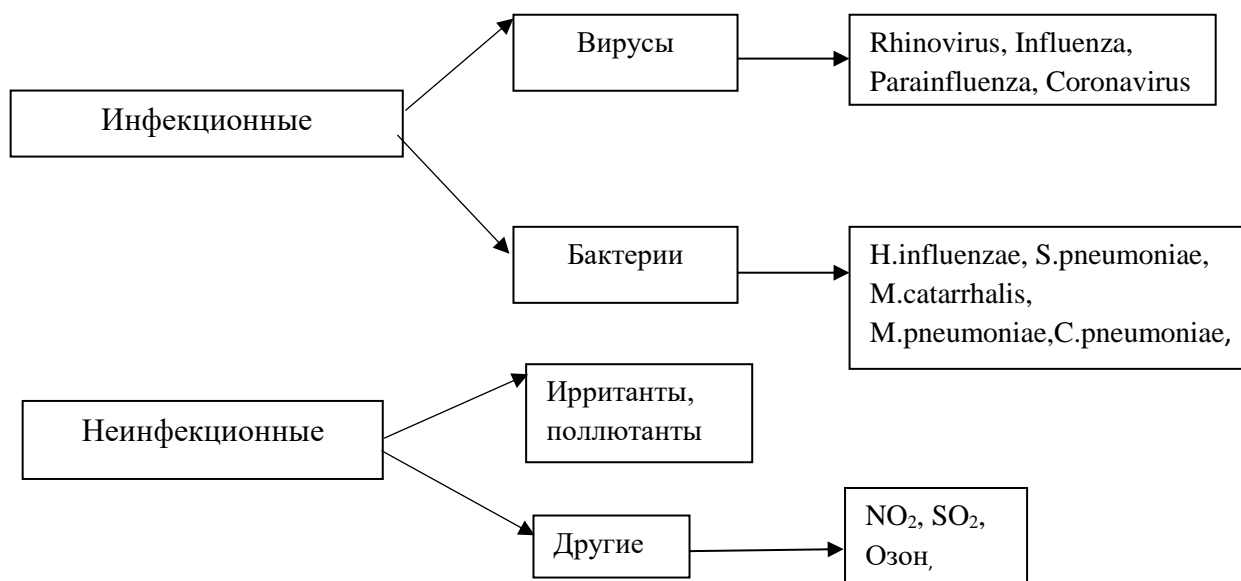 Инфекционные
Вирусы
Rhinovirus, Influenza,
Parainfluenza, Coronavirus
Бактерии
H.influenzae, S.pneumoniae,
M.catarrhalis,
M.pneumoniae,C.pneumoniae,
Неинфекционные
Ирританты,
поллютанты
Другие
NO₂, SO₂,
Озон,